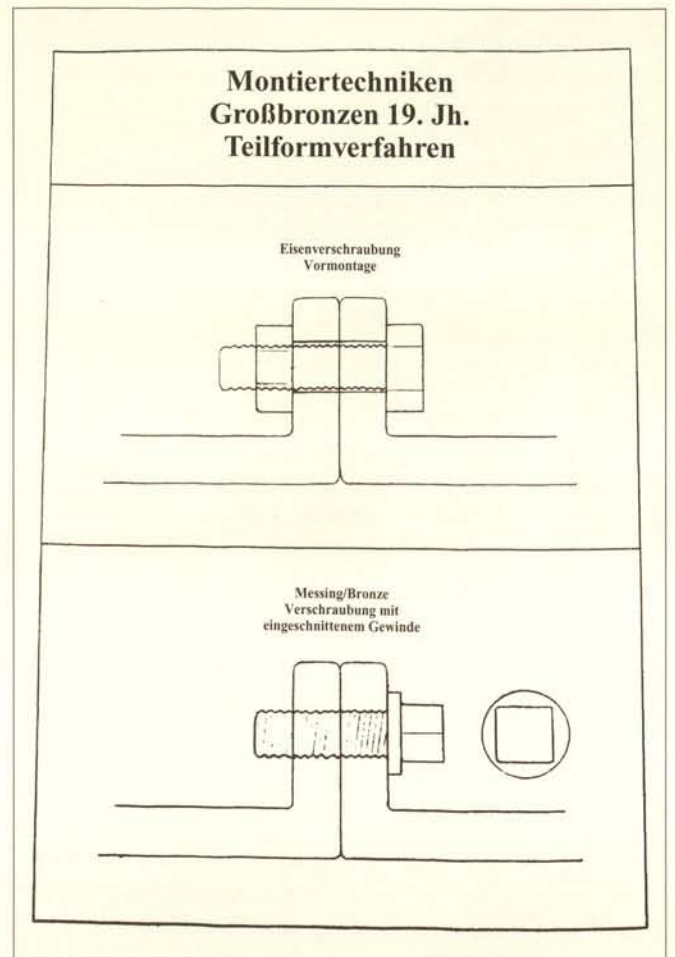 Montiertechniken
Großbronzen 19. Jh.
Teilformverfahren
Eisenverschraubung
Vormontage
Messing/Bronze
Verschraubung mit
eingeschnittenem Gewinde